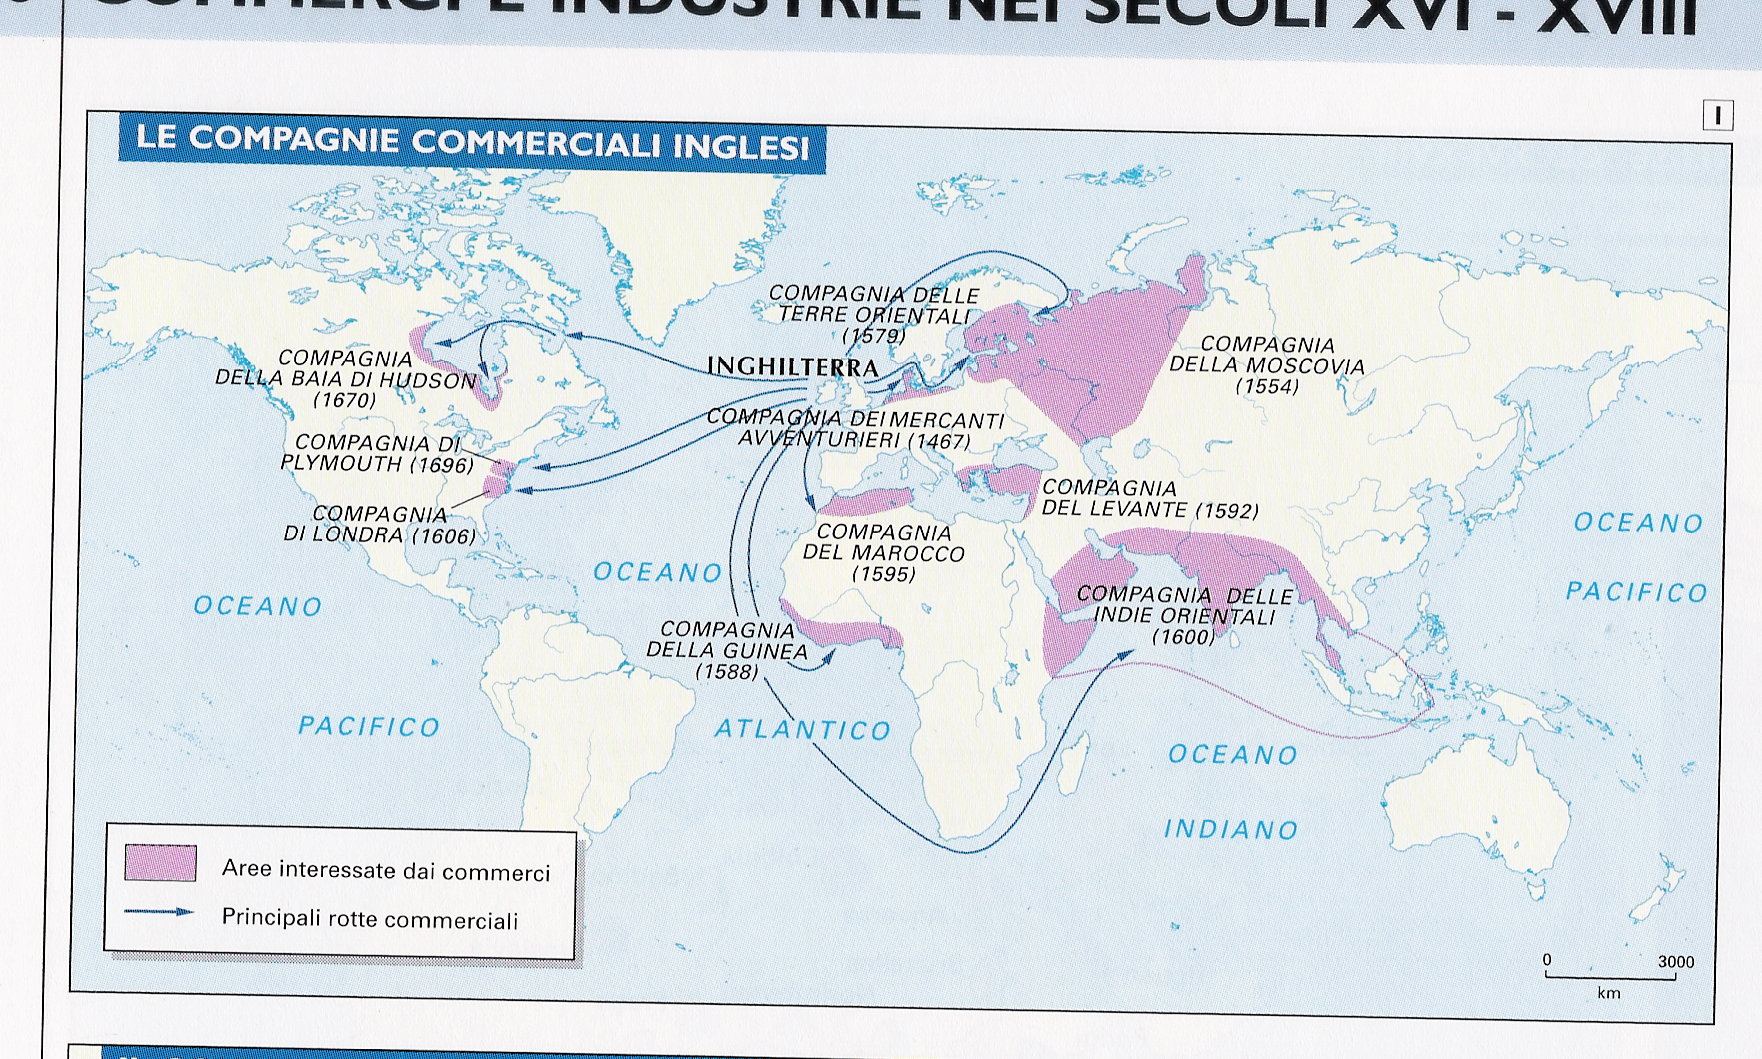 COMMERCI E INDUSTRIE NEI SECOLI XVI - XVIII
I
LE COMPAGNIE COMMERCIALI INGLESI
COMPAGNIA DELLE
TERRE ORIENTALI
(1579)
INGHILTERRA
COMPAGNIA
DELLA MOSCOVIA
(1554)
COMPAGNIA
DELLA BAIA DI HUDSON
(1670)
COMPAGNIA DEI MERCANTI
AVVENTURIERI (1467)
COMPAGNIA DI
PLYMOUTH (1696)
COMPAGNIA
DI LONDRA (1606)
COMPAGNIA
DEL LEVANTE (1592)
COMPAGNIA
DEL MAROCCO
(1595)
OCEANO
PACIFICO
OCEANO
ATLANTICO
OCEANO
PACIFICO
COMPAGNIA DELLE
INDIE ORIENTALI
(1600)
COMPAGNIA
DELLA GUINEA
(1588)
OCEANO
INDIANO
Aree interessate dai commerci
Principali rotte commerciali
0 3000
km